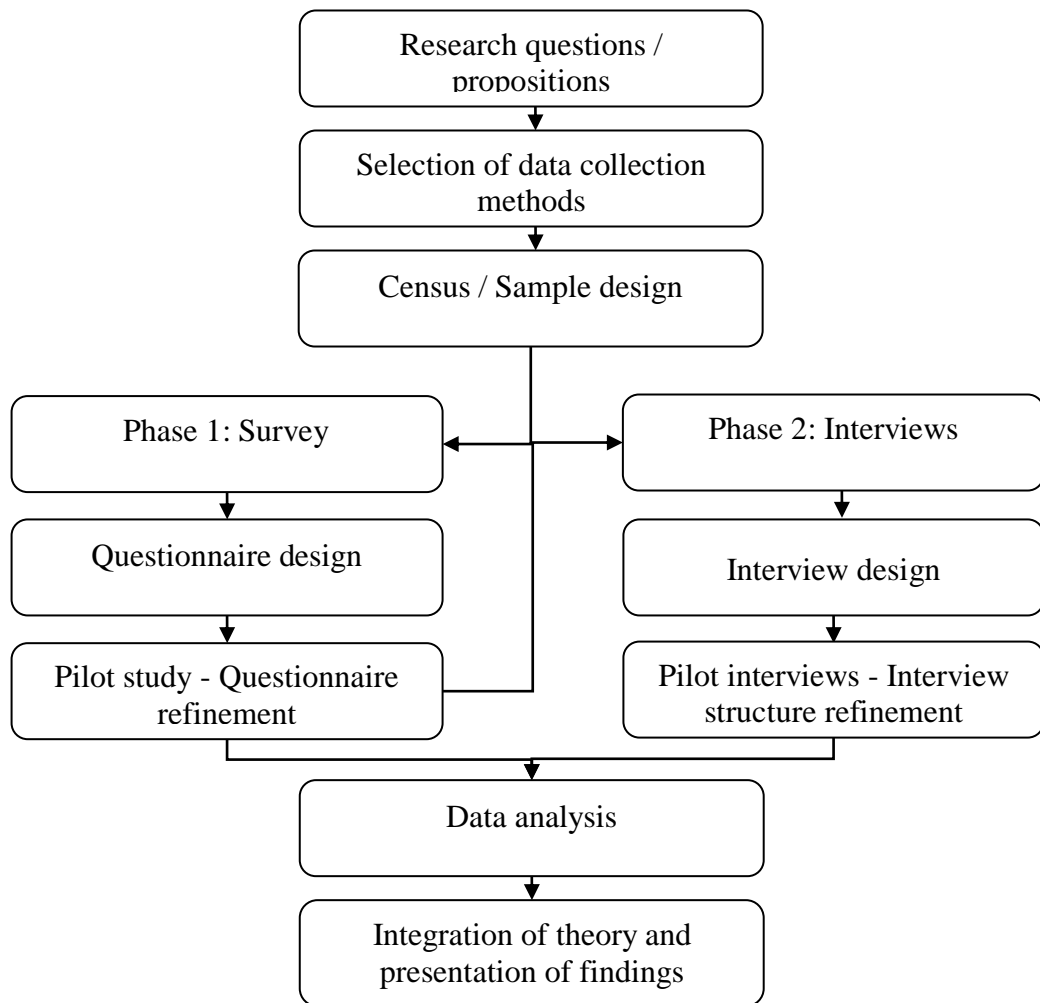 Research questions /
propositions
Selection of data collection
methods
Census / Sample design
Phase 1: Survey
Phase 2: Interviews
Questionnaire design
Interview design
Pilot study - Questionnaire
refinement
Pilot interviews - Interview
structure refinement
Data analysis
Integration of theory and
presentation of findings